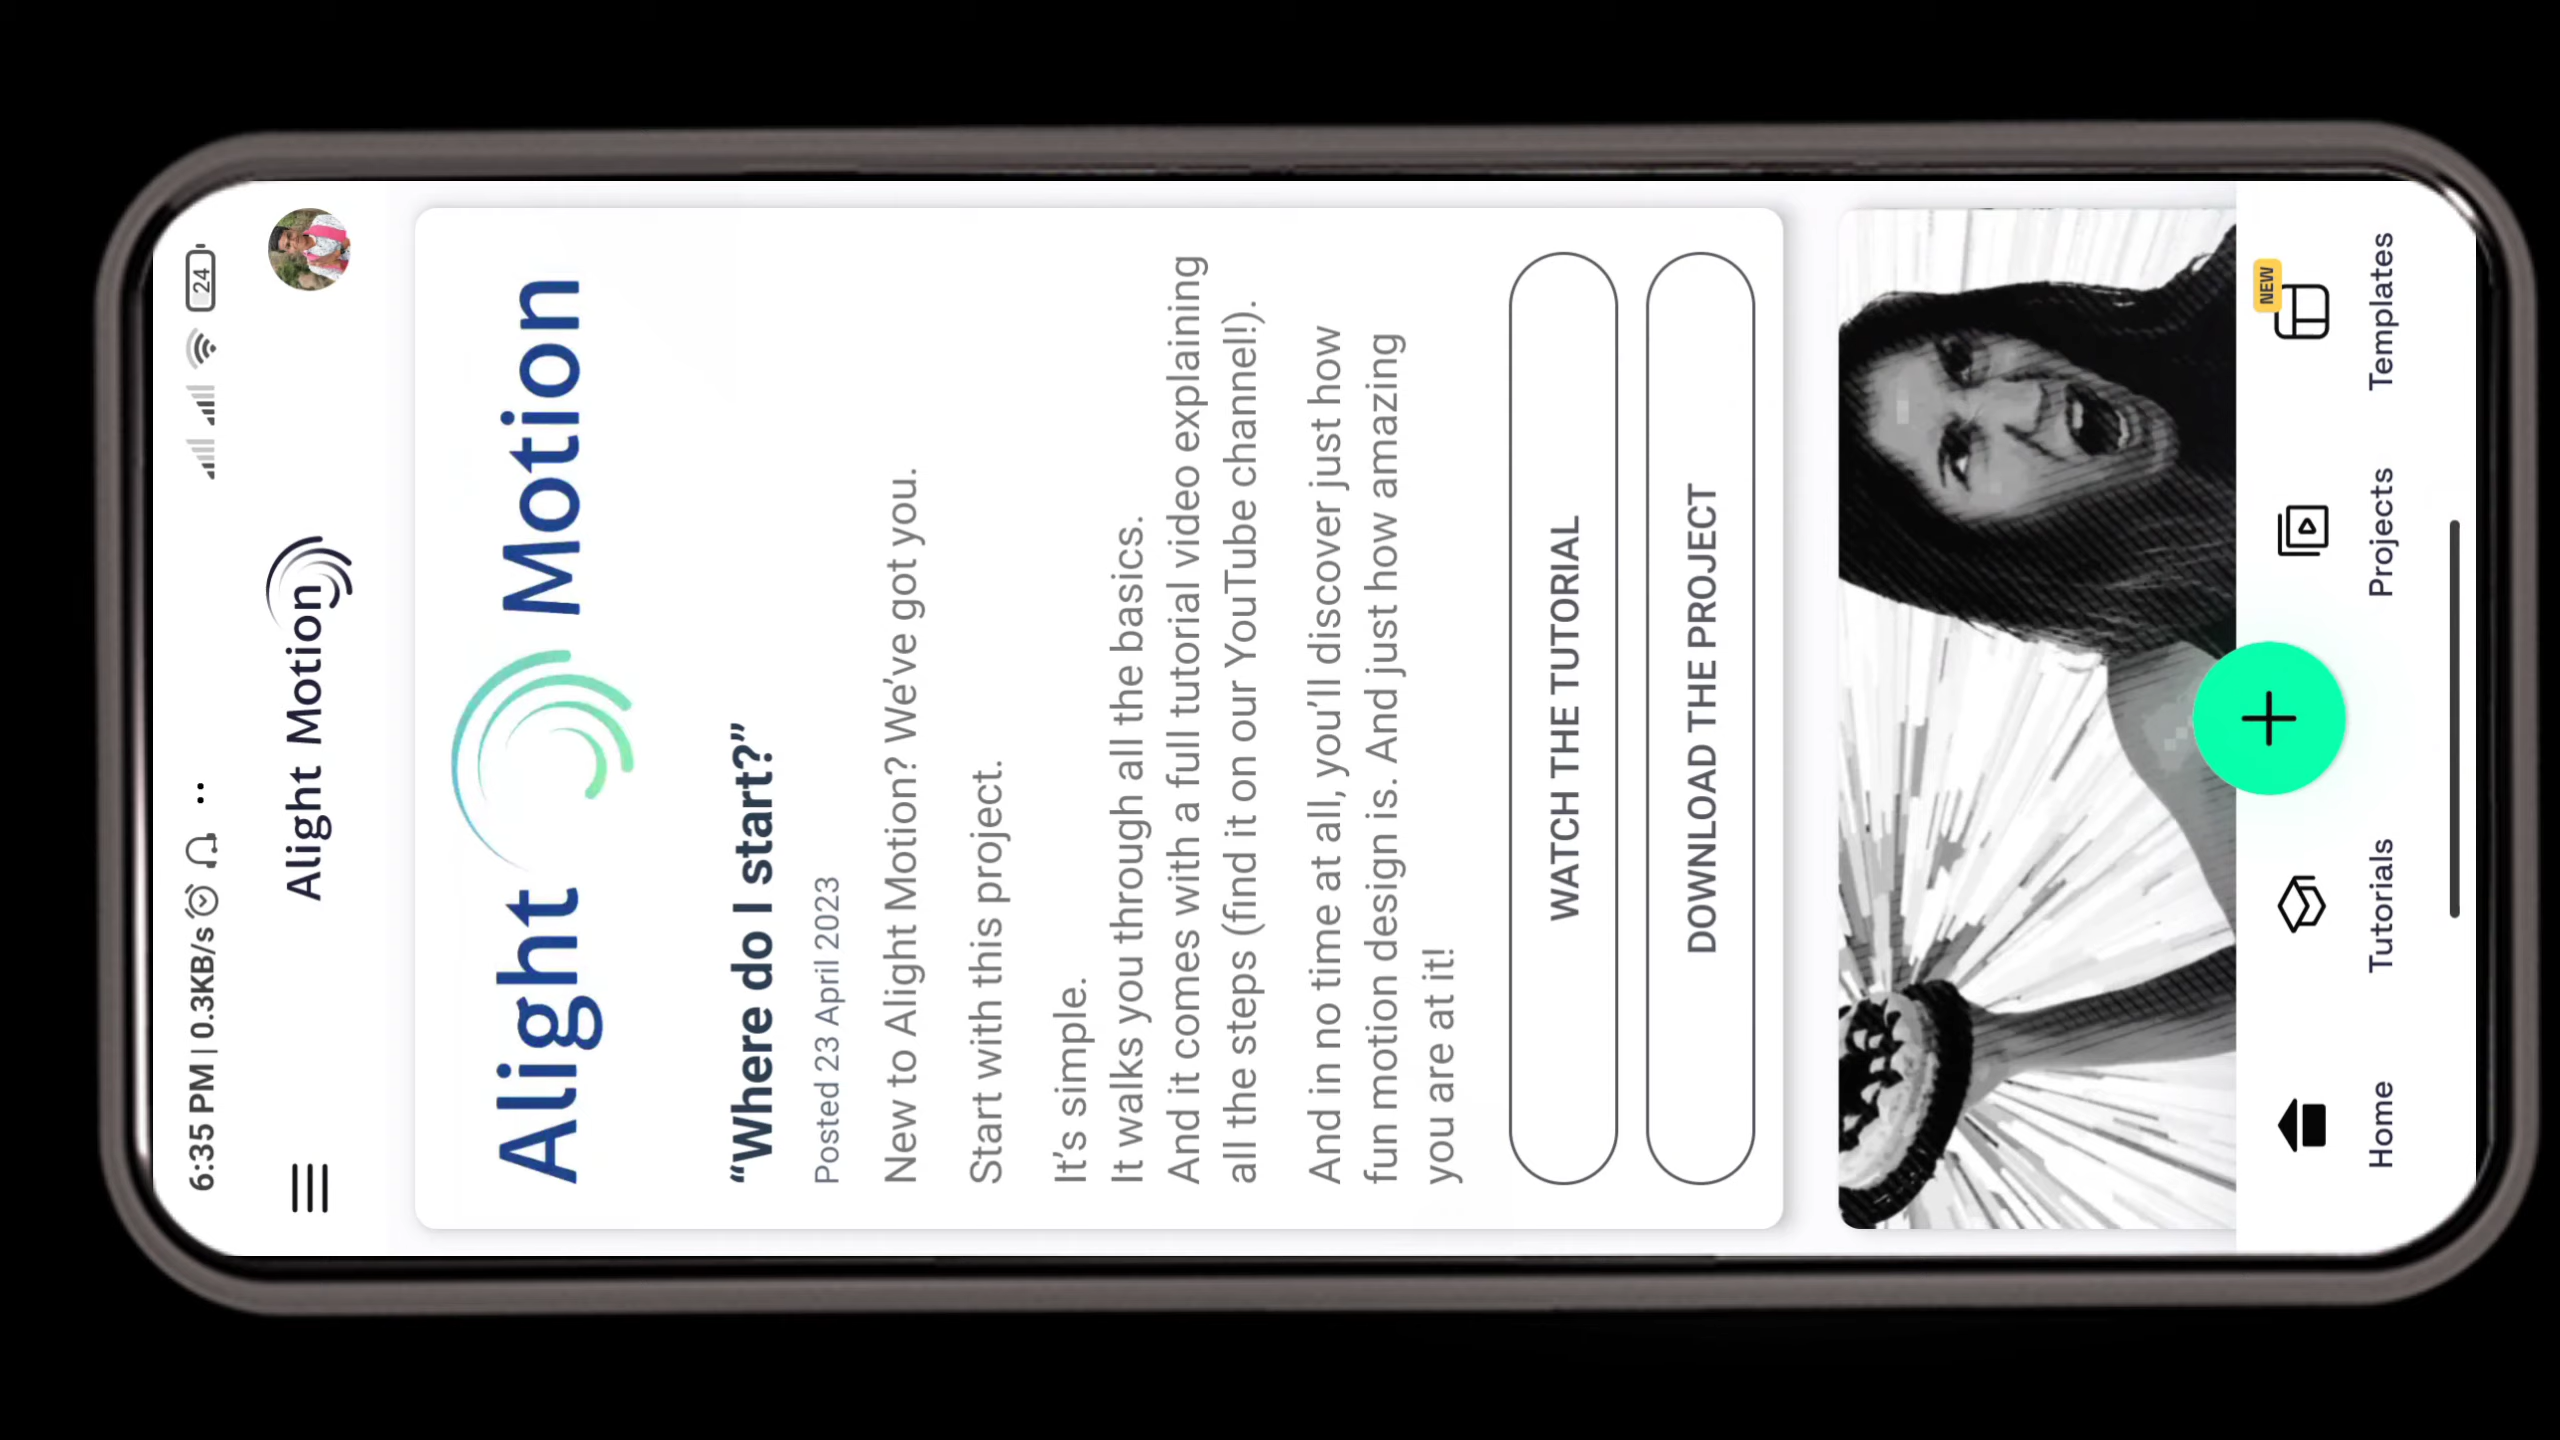 6:35 PM | 0.3KB/s
24
Alight Motion
Alight Motion
“Where do I start?”
Posted 23 April 2023
New to Alight Motion? We’ve got you.
Start with this project.
It’s simple.
It walks you through all the basics.
And it comes with a full tutorial video explaining
all the steps (find it on our YouTube channel!).
And in no time at all, you’ll discover just how
fun motion design is. And just how amazing
you are at it!
WATCH THE TUTORIAL
DOWNLOAD THE PROJECT
NEW
Home
Tutorials
Projects
Templates